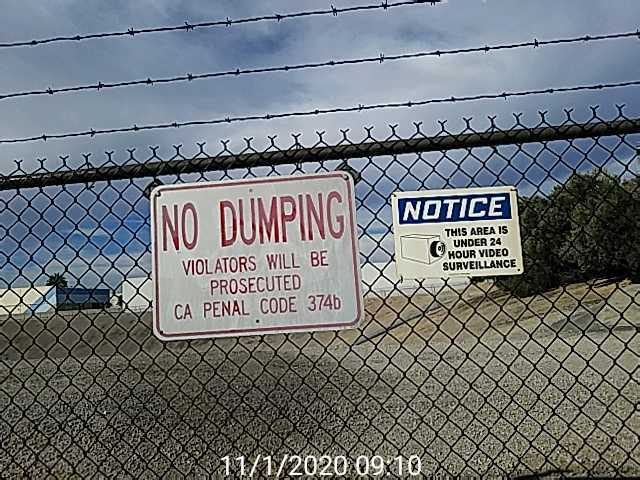 NO DUMPING
VIOLATORS WILL BE
PROSECUTED
CA PENAL CODE 374b
NOTICE
THIS AREA IS
UNDER 24
HOUR VIDEO
SURVEILLANCE
11/1/2020 09:10